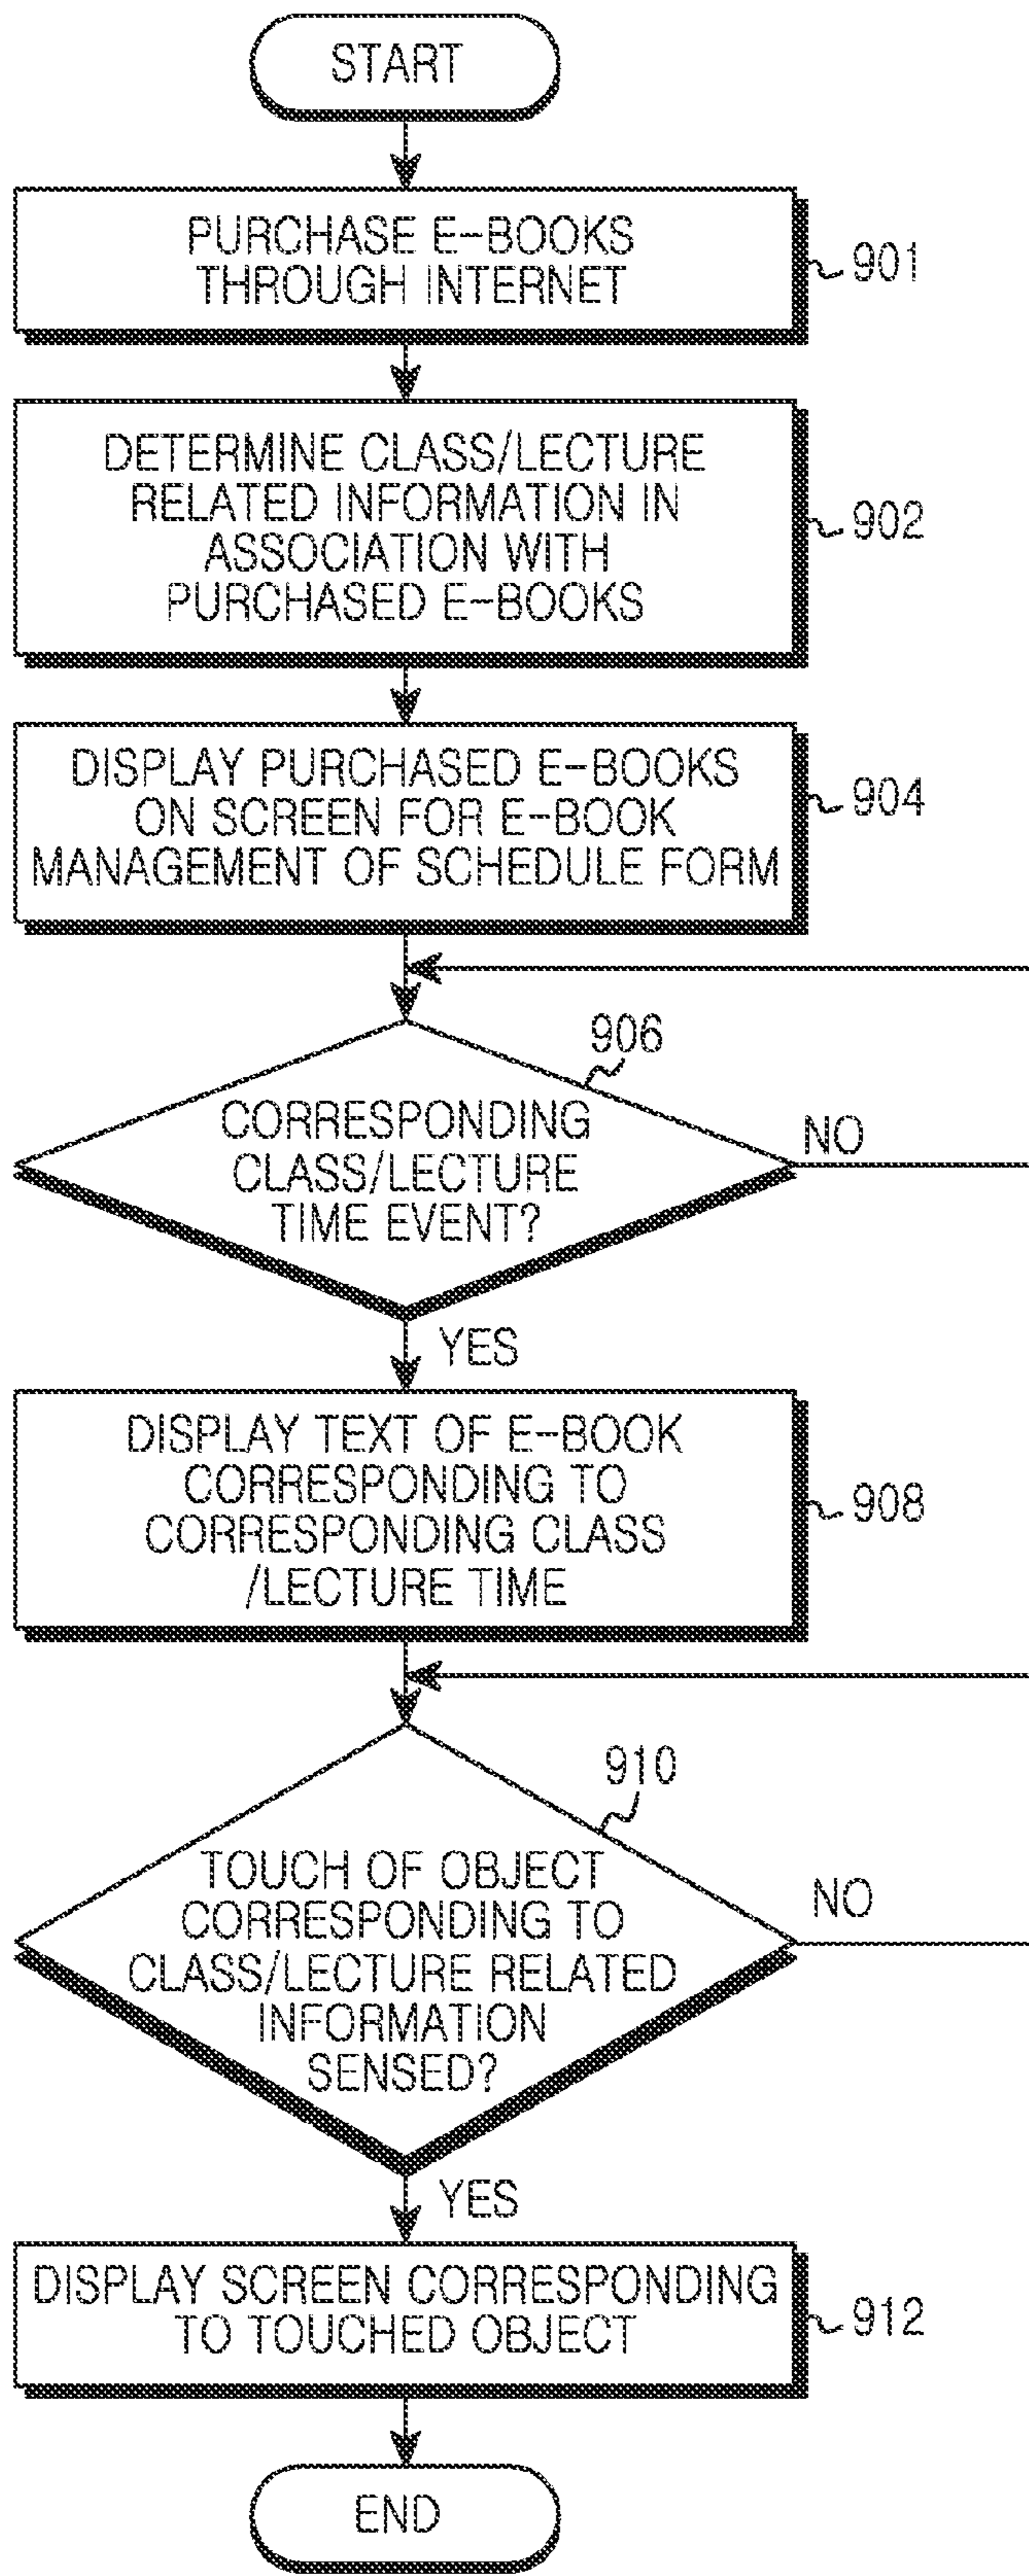 START
PURCHASE E-BOOKS
THROUGH INTERNET
901
DETERMINE CLASS/LECTURE
RELATED INFORMATION IN
ASSOCIATION WITH
PURCHASED E-BOOKS
902
DISPLAY PURCHASED E-BOOKS
ON SCREEN FOR E-BOOK
MANAGEMENT OF SCHEDULE FORM
904
906
CORRESPONDING
CLASS/LECTURE
TIME EVENT?
NO
YES
DISPLAY TEXT OF E-BOOK
CORRESPONDING TO
CORRESPONDING CLASS
/LECTURE TIME
908
910
TOUCH OF OBJECT
CORRESPONDING TO
CLASS/LECTURE RELATED
INFORMATION
SENSED?
NO
YES
DISPLAY SCREEN CORRESPONDING
TO TOUCHED OBJECT
912
END